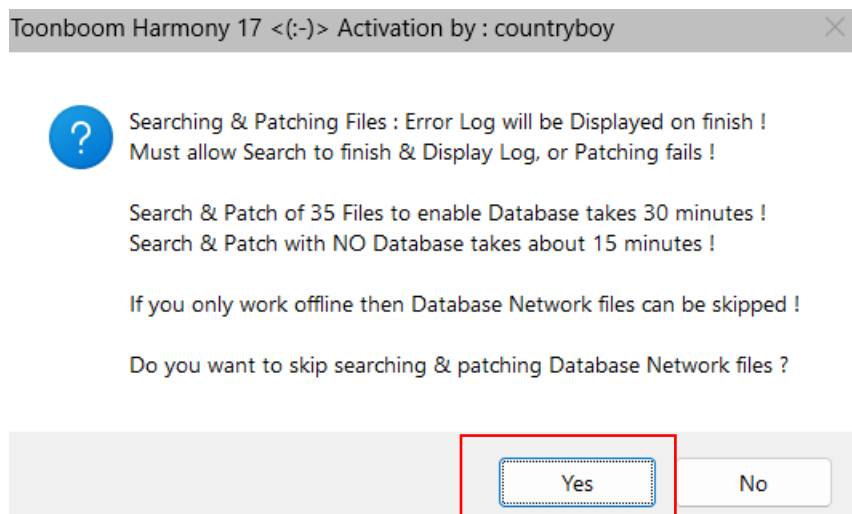 Toonboom Harmony 17 <(:-)> Activation by : countryboy
Searching & Patching Files : Error Log will be Displayed on finish !
Must allow Search to finish & Display Log, or Patching fails !
Search & Patch of 35 Files to enable Database takes 30 minutes !
Search & Patch with NO Database takes about 15 minutes !
If you only work offline then Database Network files can be skipped !
Do you want to skip searching & patching Database Network files ?
Yes
No